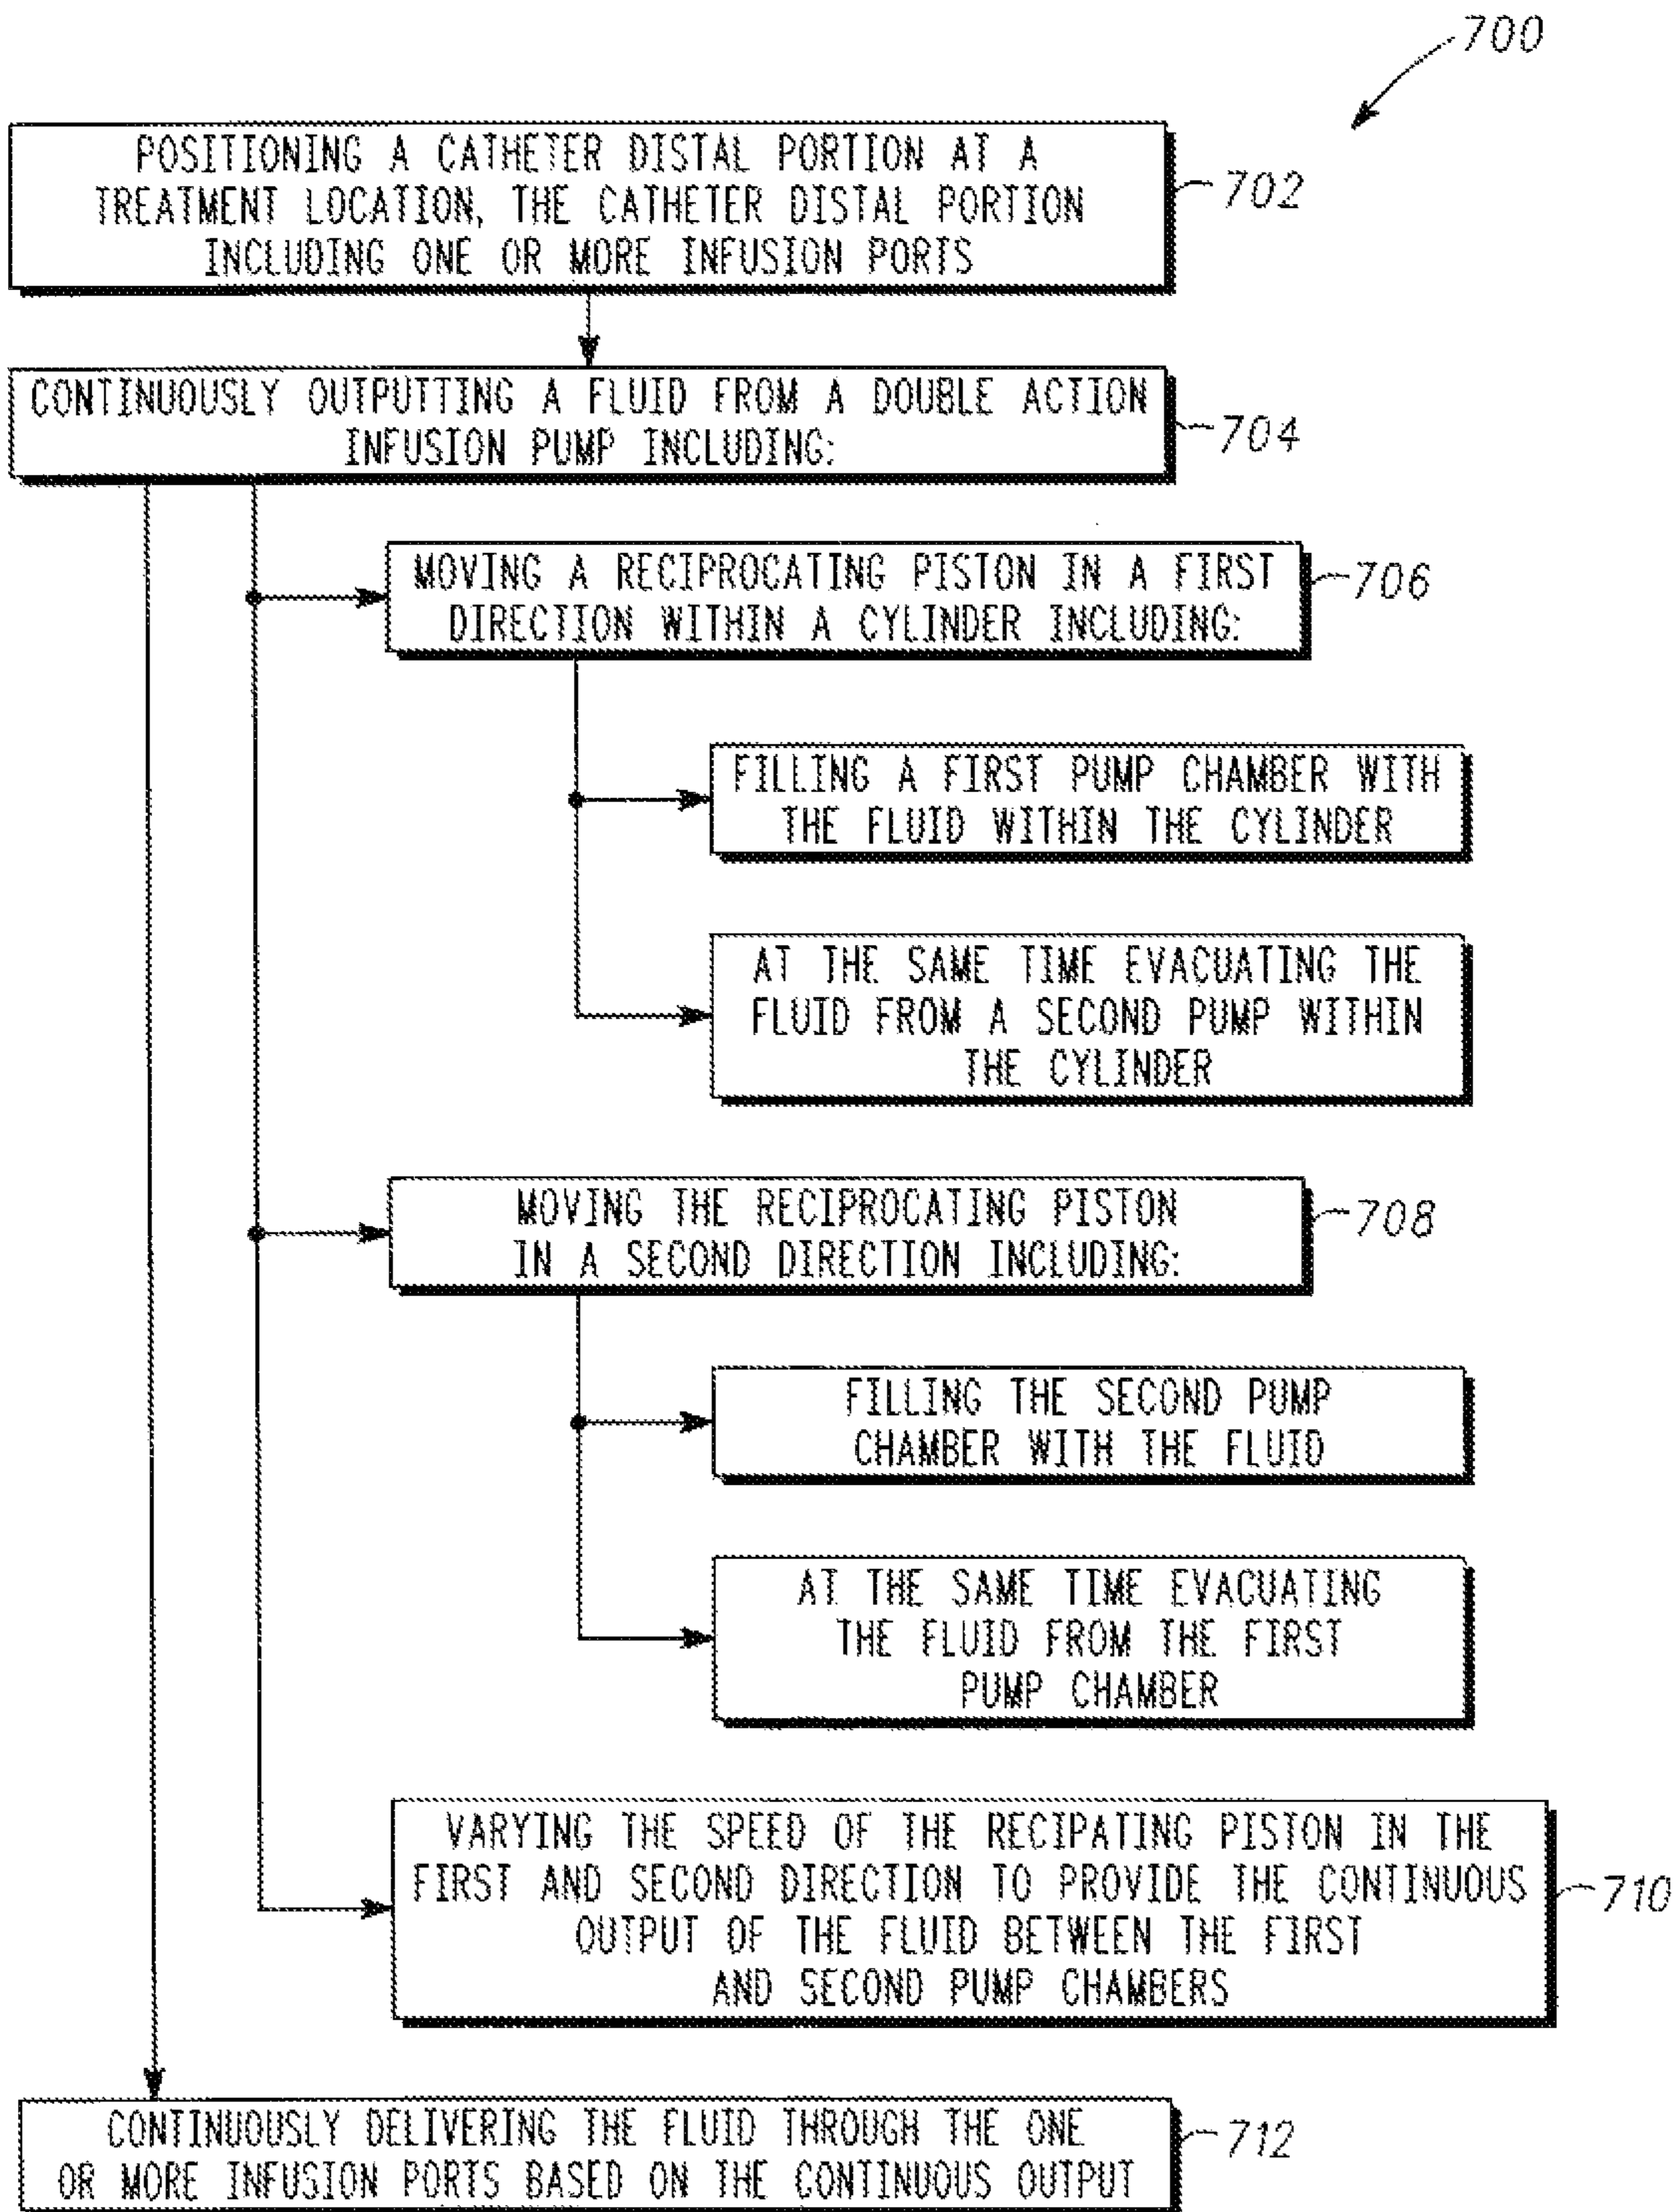 700
POSITIONING A CATHETER DISTAL PORTION AT A
TREATMENT LOCATION, THE CATHETER DISTAL PORTION
INCLUDING ONE OR MORE INFUSION PORTS
702
CONTINUOUSLY OUTPUTTING A FLUID FROM A DOUBLE ACTION
INFUSION PUMP INCLUDING:
704
MOVING A RECIPROCATING PISTON IN A FIRST
DIRECTION WITHIN A CYLINDER INCLUDING:
706
FILLING A FIRST PUMP CHAMBER WITH
THE FLUID WITHIN THE CYLINDER
AT THE SAME TIME EVACUATING THE
FLUID FROM A SECOND PUMP WITHIN
THE CYLINDER
MOVING THE RECIPROCATING PISTON
IN A SECOND DIRECTION INCLUDING:
708
FILLING THE SECOND PUMP
CHAMBER WITH THE FLUID
AT THE SAME TIME EVACUATING
THE FLUID FROM THE FIRST
PUMP CHAMBER
VARYING THE SPEED OF THE RECIPATING PISTON IN THE
FIRST AND SECOND DIRECTION TO PROVIDE THE CONTINUOUS
OUTPUT OF THE FLUID BETWEEN THE FIRST
AND SECOND PUMP CHAMBERS
710
CONTINUOUSLY DELIVERING THE FLUID THROUGH THE ONE
OR MORE INFUSION PORTS BASED ON THE CONTINUOUS OUTPUT
712